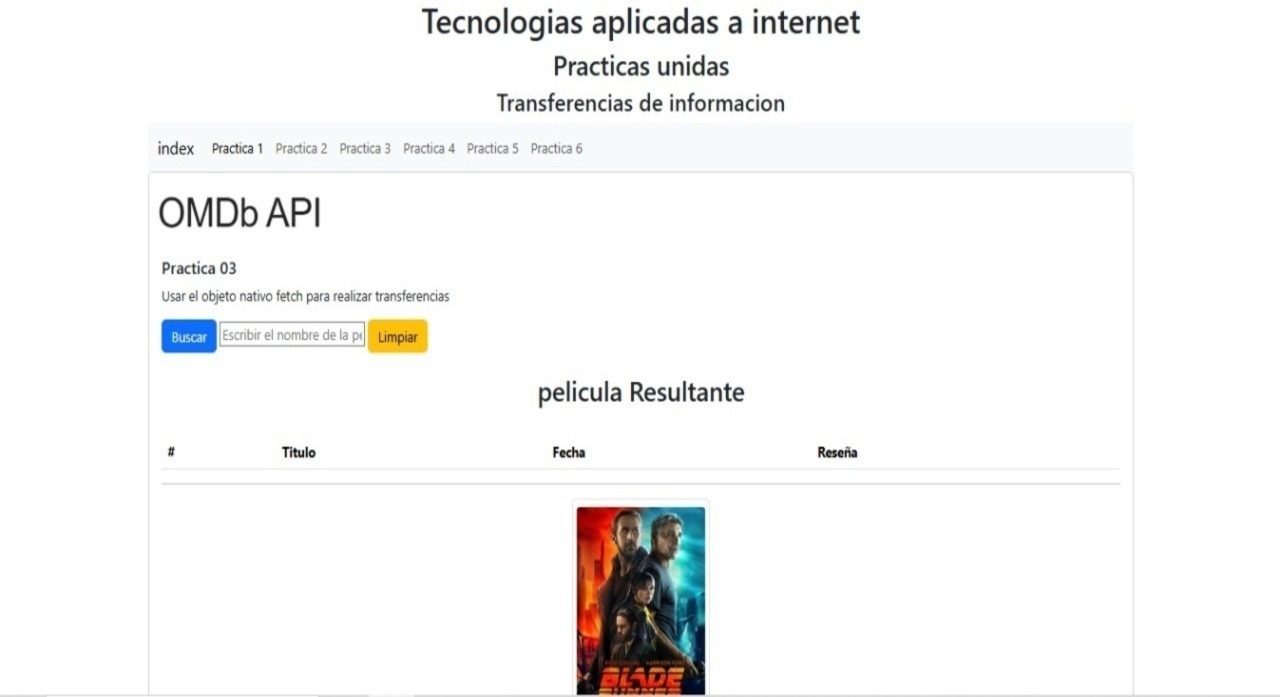 Tecnologias aplicadas a internet
Practicas unidas
Transferencias de informacion
index Practica 1 Practica 2 Practica 3 Practica 4 Practica 5 Practica 6
OMDb API
Practica 03
Usar el objeto nativo fetch para realizar transferencias
Buscar Escribir el nombre de la pe Limpiar
pelicula Resultante
# Titulo Fecha Reseña
BLADE